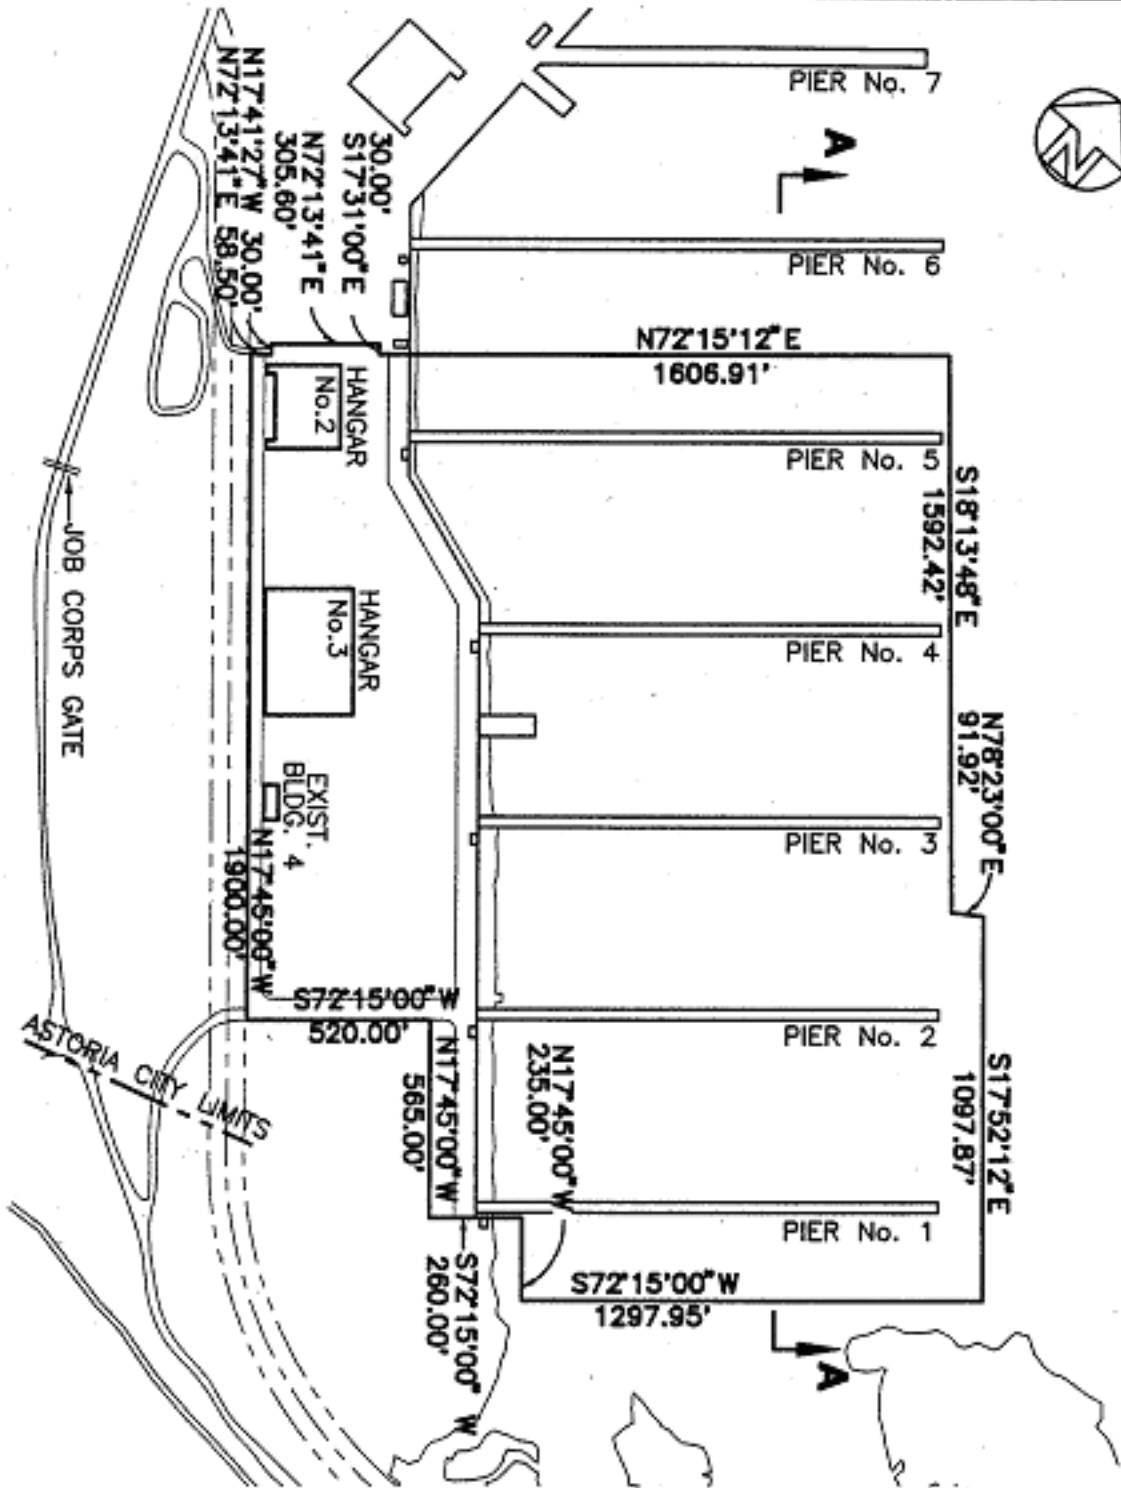 PIER No. 7
A
N
N17°41'27"W 30.00'
N72°13'41"E 58.50'
30.00'
S17°31'00"E
N72°13'41"E
305.60'
PIER No. 6
N72°15'12"E
1606.91'
HANGAR
No.2
PIER No. 5
S18°13'48"E
1592.42'
JOB CORPS GATE
HANGAR
No.3
PIER No. 4
N78°23'00"E
91.92'
EXIST.
BLDG. 4
PIER No. 3
N17°45'00"W
1900.00'
S72°15'00"W
520.00'
PIER No. 2
ASTORIA CITY LIMITS
N17°45'00"W
565.00'
N17°45'00"W
235.00'
S17°52'12"E
1097.87'
PIER No. 1
S72°15'00" W
260.00'
S72°15'00"W
1297.95'
A